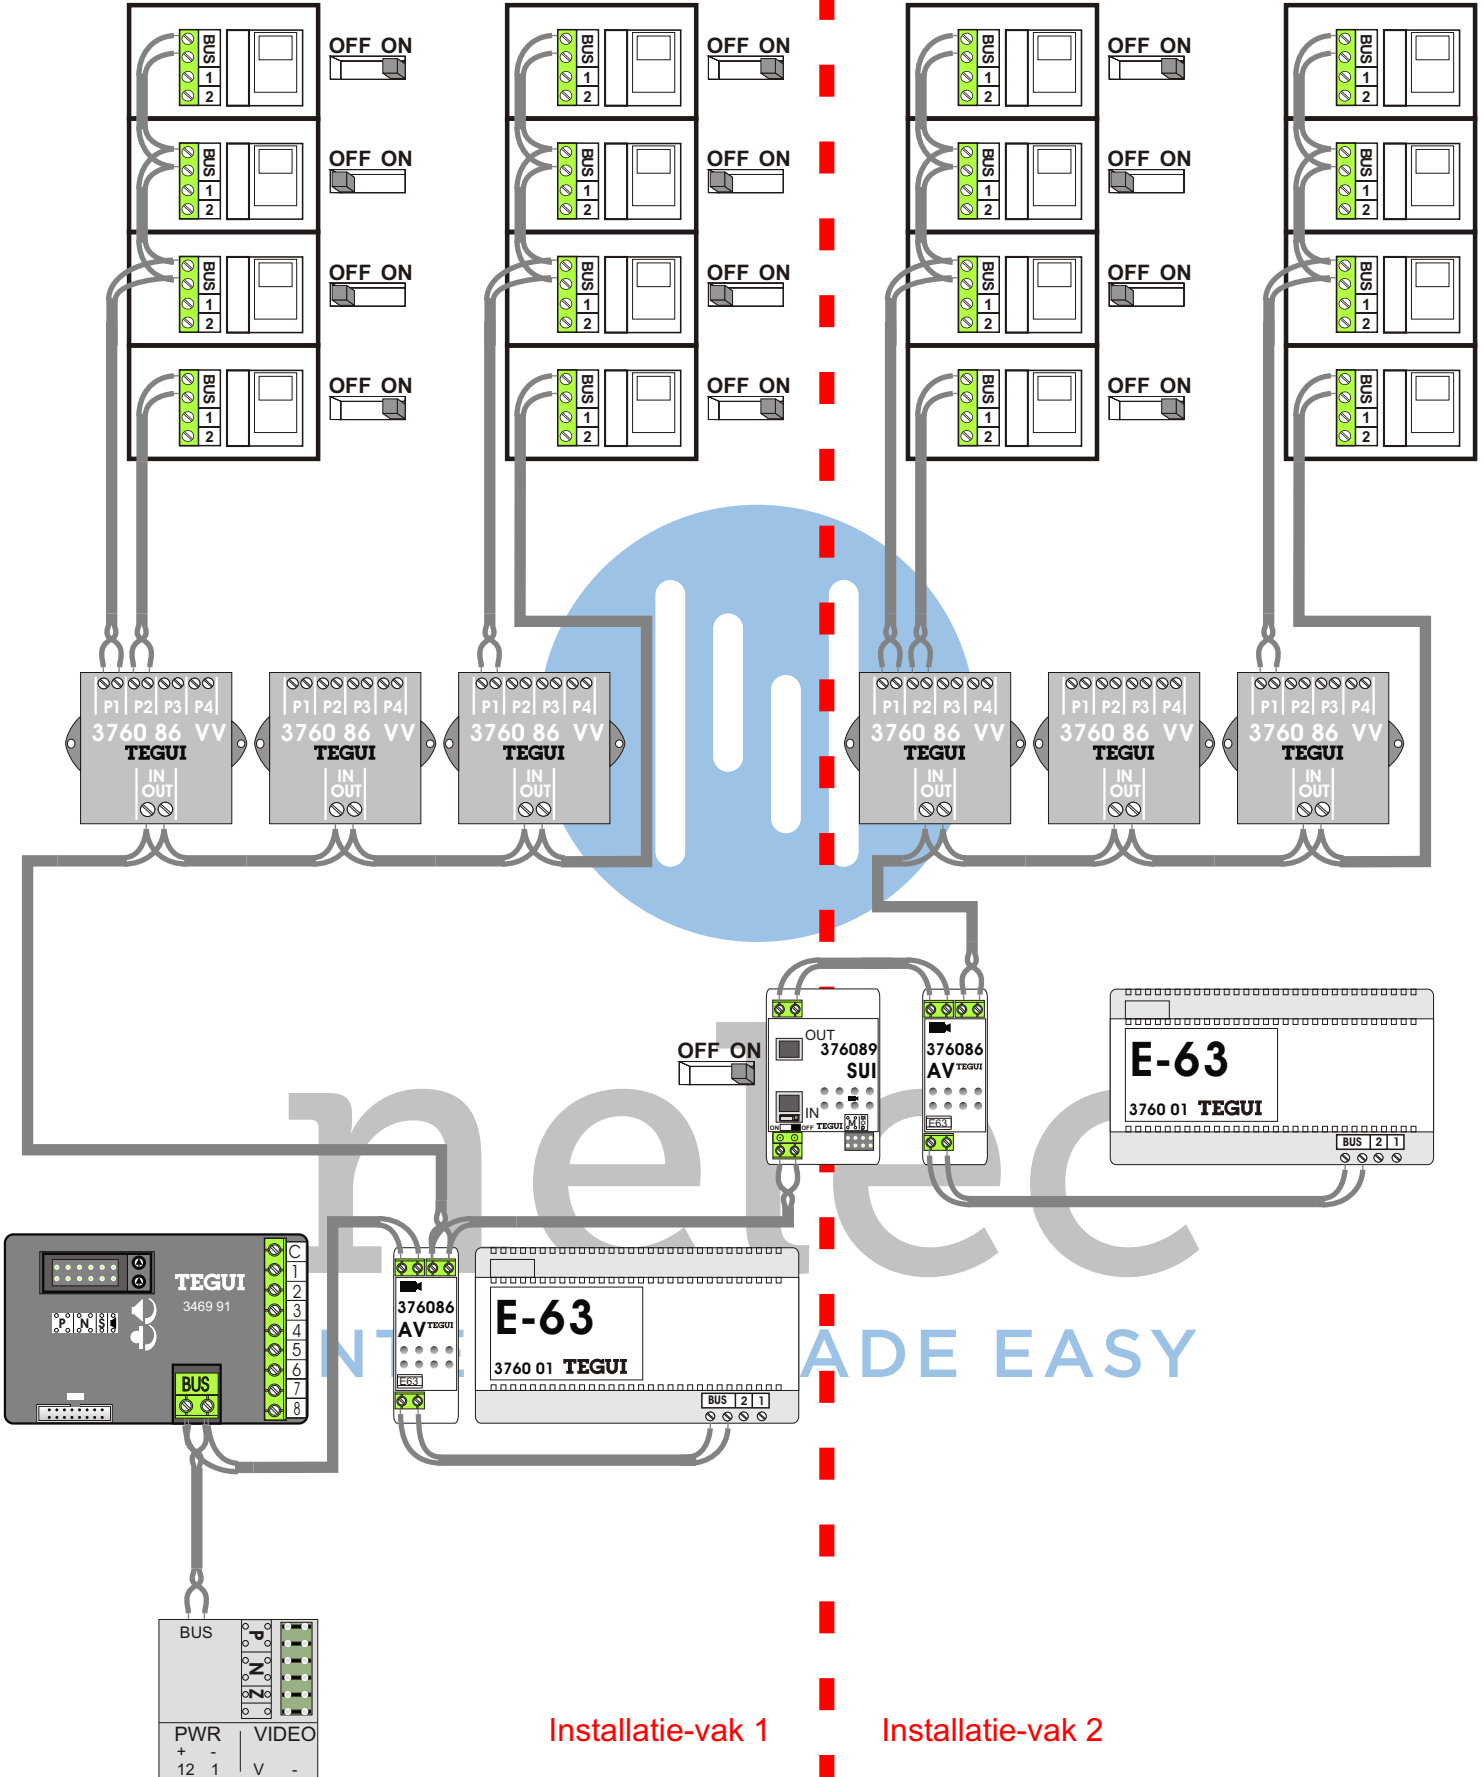 BUS 1 2 OFF ON BUS 1 2 OFF ON BUS 1 2 OFF ON BUS 1 2
BUS 1 2 OFF ON BUS 1 2 OFF ON BUS 1 2 OFF ON BUS 1 2
BUS 1 2 OFF ON BUS 1 2 OFF ON BUS 1 2 OFF ON BUS 1 2
BUS 1 2 OFF ON BUS 1 2 OFF ON BUS 1 2 OFF ON BUS 1 2
P1 P2 P3 P4 P1 P2 P3 P4 P1 P2 P3 P4 P1 P2 P3 P4 P1 P2 P3 P4 P1 P2 P3 P4
3760 86 VV 3760 86 VV 3760 86 VV 3760 86 VV 3760 86 VV 3760 86 VV
TEGUI TEGUI TEGUI TEGUI TEGUI TEGUI
IN IN IN IN IN IN
OUT OUT OUT OUT OUT OUT
OUT
OFF ON
376089
SUI
IN
ON OFF TEGUI M
376086
AV TEGUI
E63
E-63
3760 01 TEGUI
BUS 2 1
netec
ADE EASY
TEGUI
3469 91
P N S
BUS
C
1
2
3
4
5
6
7
8
376086
AV TEGUI
E63
E-63
3760 01 TEGUI
BUS 2 1
BUS
P
N
Z
PWR VIDEO
+ -
12 1 V -
Installatie-vak 1 Installatie-vak 2